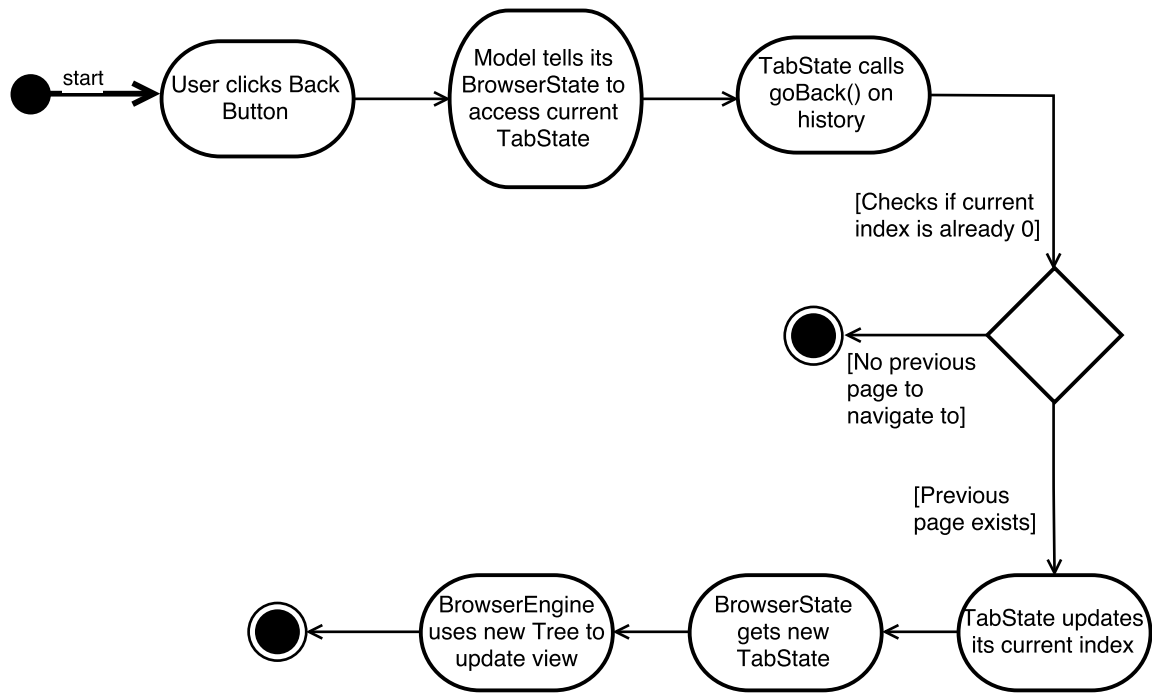 start
User clicks Back
Button
Model tells its
BrowserState to
access current
TabState
TabState calls
goBack() on
history
[Checks if current
index is already 0]
[No previous
page to
navigate to]
[Previous
page exists]
TabState updates
its current index
BrowserState
gets new
TabState
BrowserEngine
uses new Tree to
update view